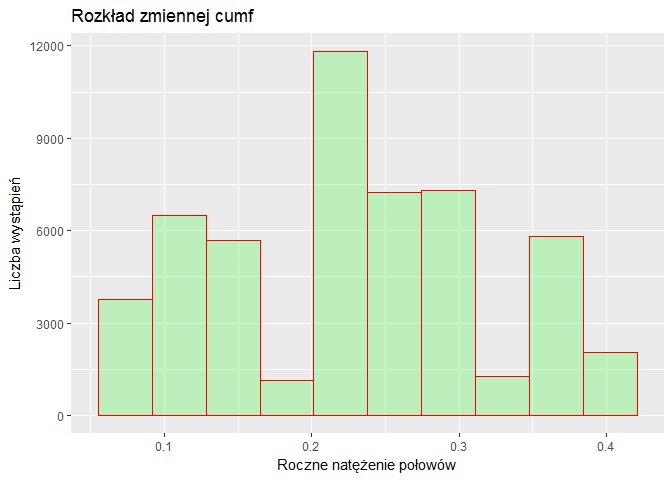 Rozkład zmiennej cumf
12000
9000
6000
3000
0
Liczba wystąpień
0.1 0.2 0.3 0.4
Roczne natężenie połowów